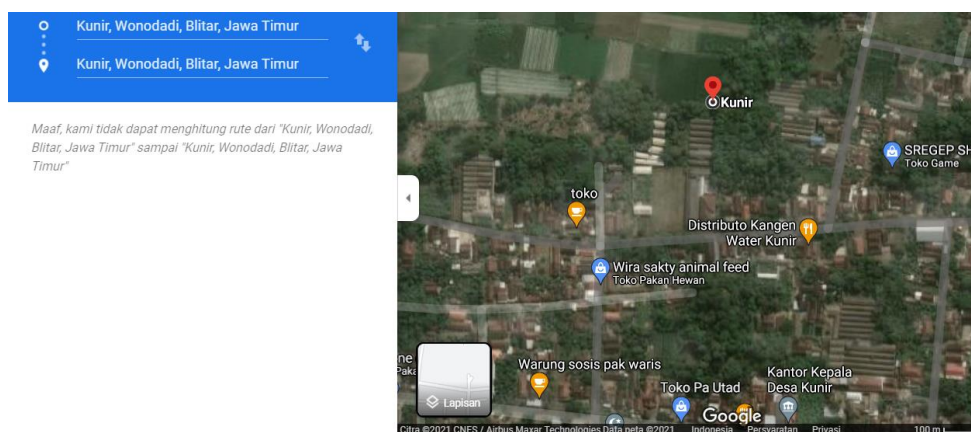 Kunir, Wonodadi, Blitar, Jawa Timur
Kunir, Wonodadi, Blitar, Jawa Timur
Maaf, kami tidak dapat menghitung rute dari "Kunir, Wonodadi,
Blitar, Jawa Timur" sampai "Kunir, Wonodadi, Blitar, Jawa
Timur"
Kunir
SREGEP SH
Toko Game
toko
Distributo Kangen
Water Kunir
Wira sakty animal feed
Toko Pakan Hewan
Warung sosis pak waris
Kantor Kepala
Desa Kunir
Toko Pa Utad
Lapisan
Google
Citra ©2021 CNES / Airbus Maxar Technologies Data peta ©2021 Indonesia Persyaratan Privasi 100 m